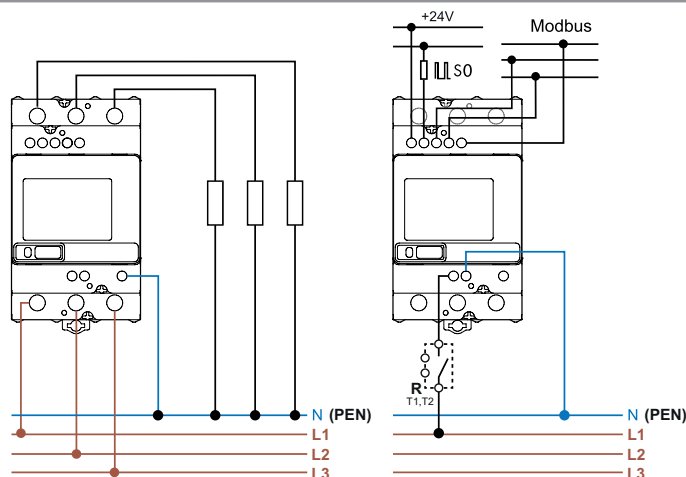 +24V
Modbus
S0
R
T1,T2
N (PEN)
L1
L2
L3
N (PEN)
L1
L2
L3